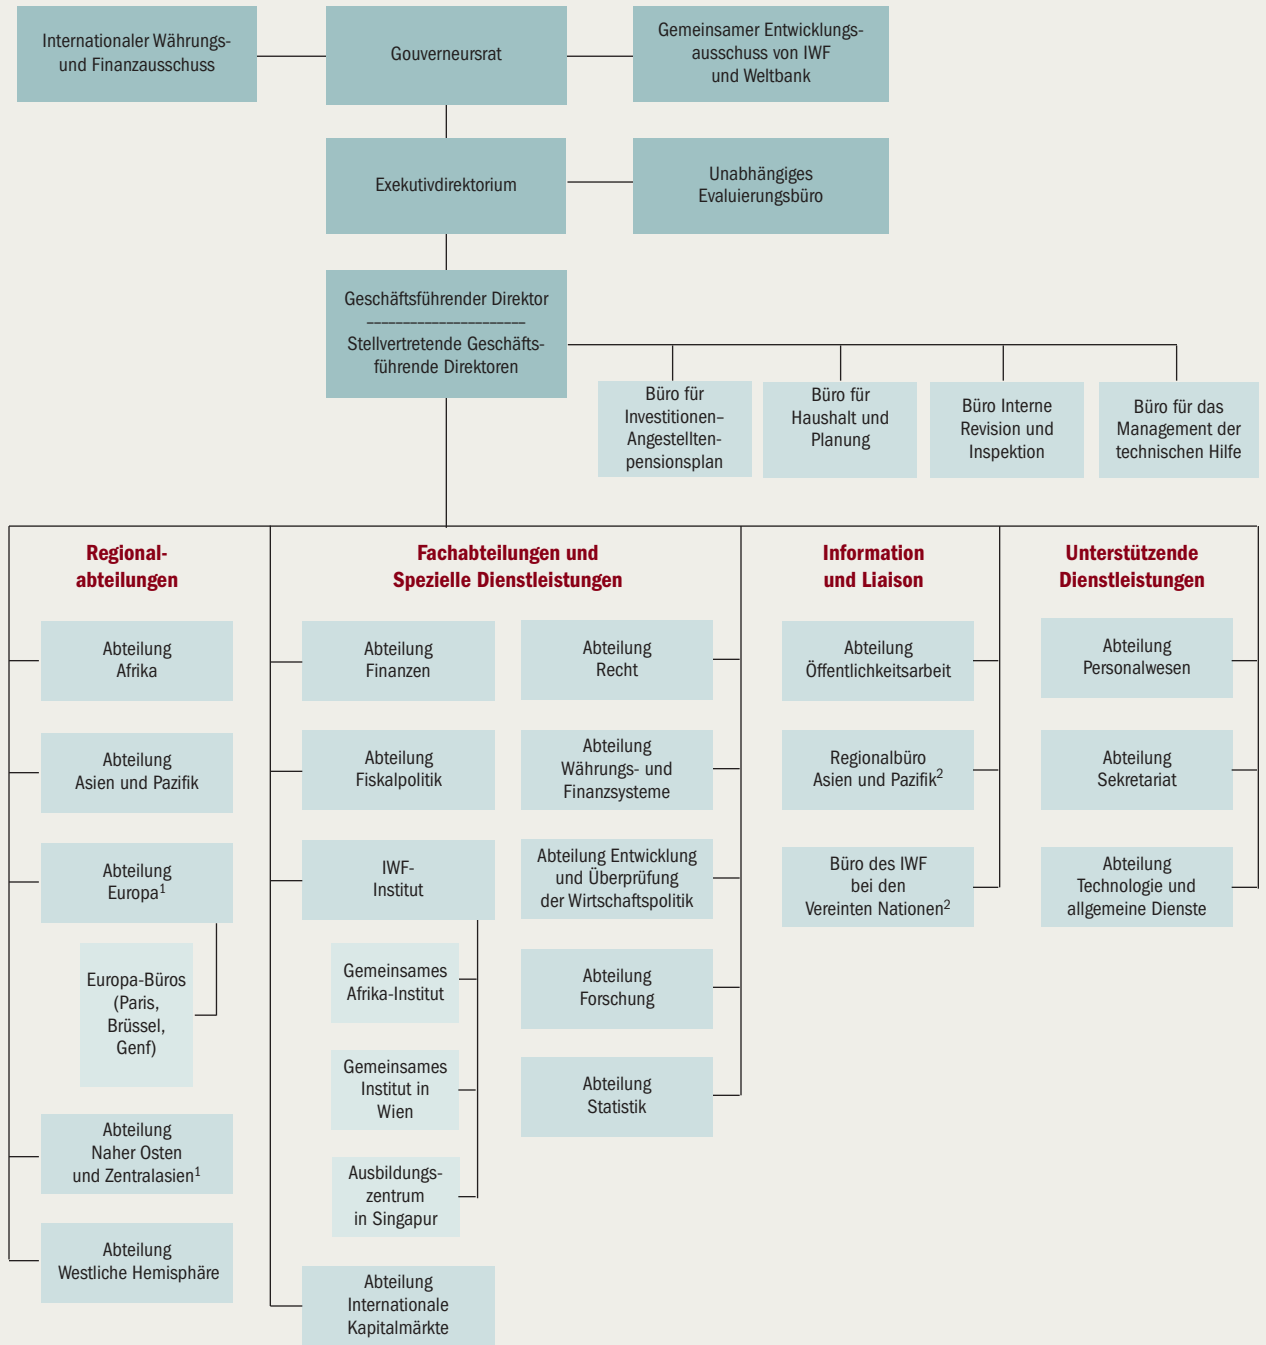 Internationaler Währungs-
und Finanzausschuss
Gouverneursrat
Gemeinsamer Entwicklungs-
ausschuss von IWF
und Weltbank
Exekutivdirektorium
Unabhängiges
Evaluierungsbüro
Geschäftsführender Direktor
Stellvertretende Geschäfts-
führende Direktoren
Büro für
Investitionen–
Angestellten-
pensionsplan
Büro für
Haushalt und
Planung
Büro Interne
Revision und
Inspektion
Büro für das
Management der
technischen Hilfe
Regional-
abteilungen
Abteilung
Afrika
Abteilung
Asien und Pazifik
Abteilung
Europa1
Europa-Büros
(Paris,
Brüssel,
Genf)
Abteilung
Naher Osten
und Zentralasien1
Abteilung
Westliche Hemisphäre
Fachabteilungen und
Spezielle Dienstleistungen
Abteilung
Finanzen
Abteilung
Fiskalpolitik
IWF-
Institut
Gemeinsames
Afrika-Institut
Gemeinsames
Institut in
Wien
Ausbildungs-
zentrum
in Singapur
Abteilung
Internationale
Kapitalmärkte
Abteilung
Recht
Abteilung
Währungs- und
Finanzsysteme
Abteilung Entwicklung
und Überprüfung
der Wirtschaftspolitik
Abteilung
Forschung
Abteilung
Statistik
Information
und Liaison
Abteilung
Öffentlichkeitsarbeit
Regionalbüro
Asien und Pazifik2
Büro des IWF
bei den
Vereinten Nationen2
Unterstützende
Dienstleistungen
Abteilung
Personalwesen
Abteilung
Sekretariat
Abteilung
Technologie und
allgemeine Dienste